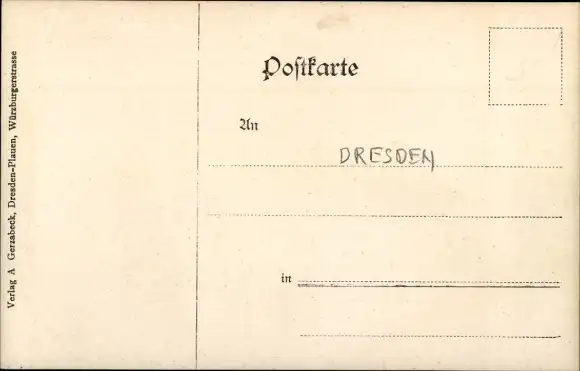 Verlag A Gerzabeck, Dresden-Plauen, Würzburgerstrasse
Poſtkarte
An
DRESDEN
in